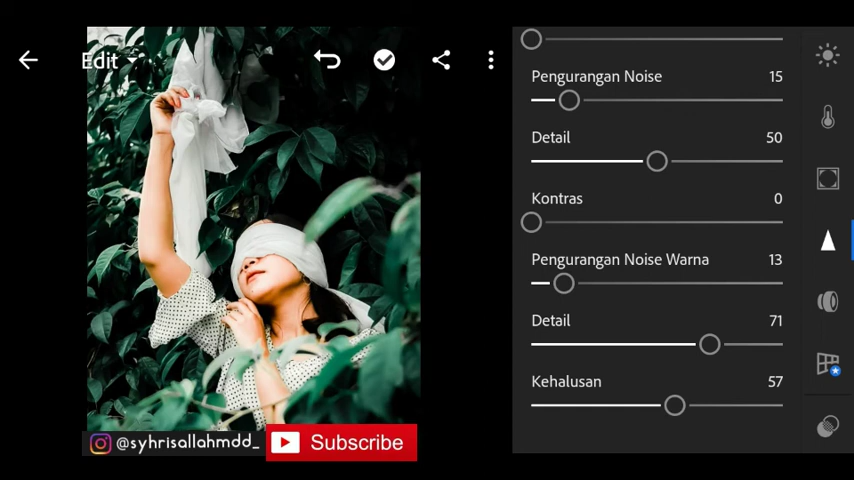 Edit
Pengurangan Noise 15
Detail 50
Kontras 0
Pengurangan Noise Warna 13
Detail 71
Kehalusan 57
@syhrisallahmdd_
Subscribe